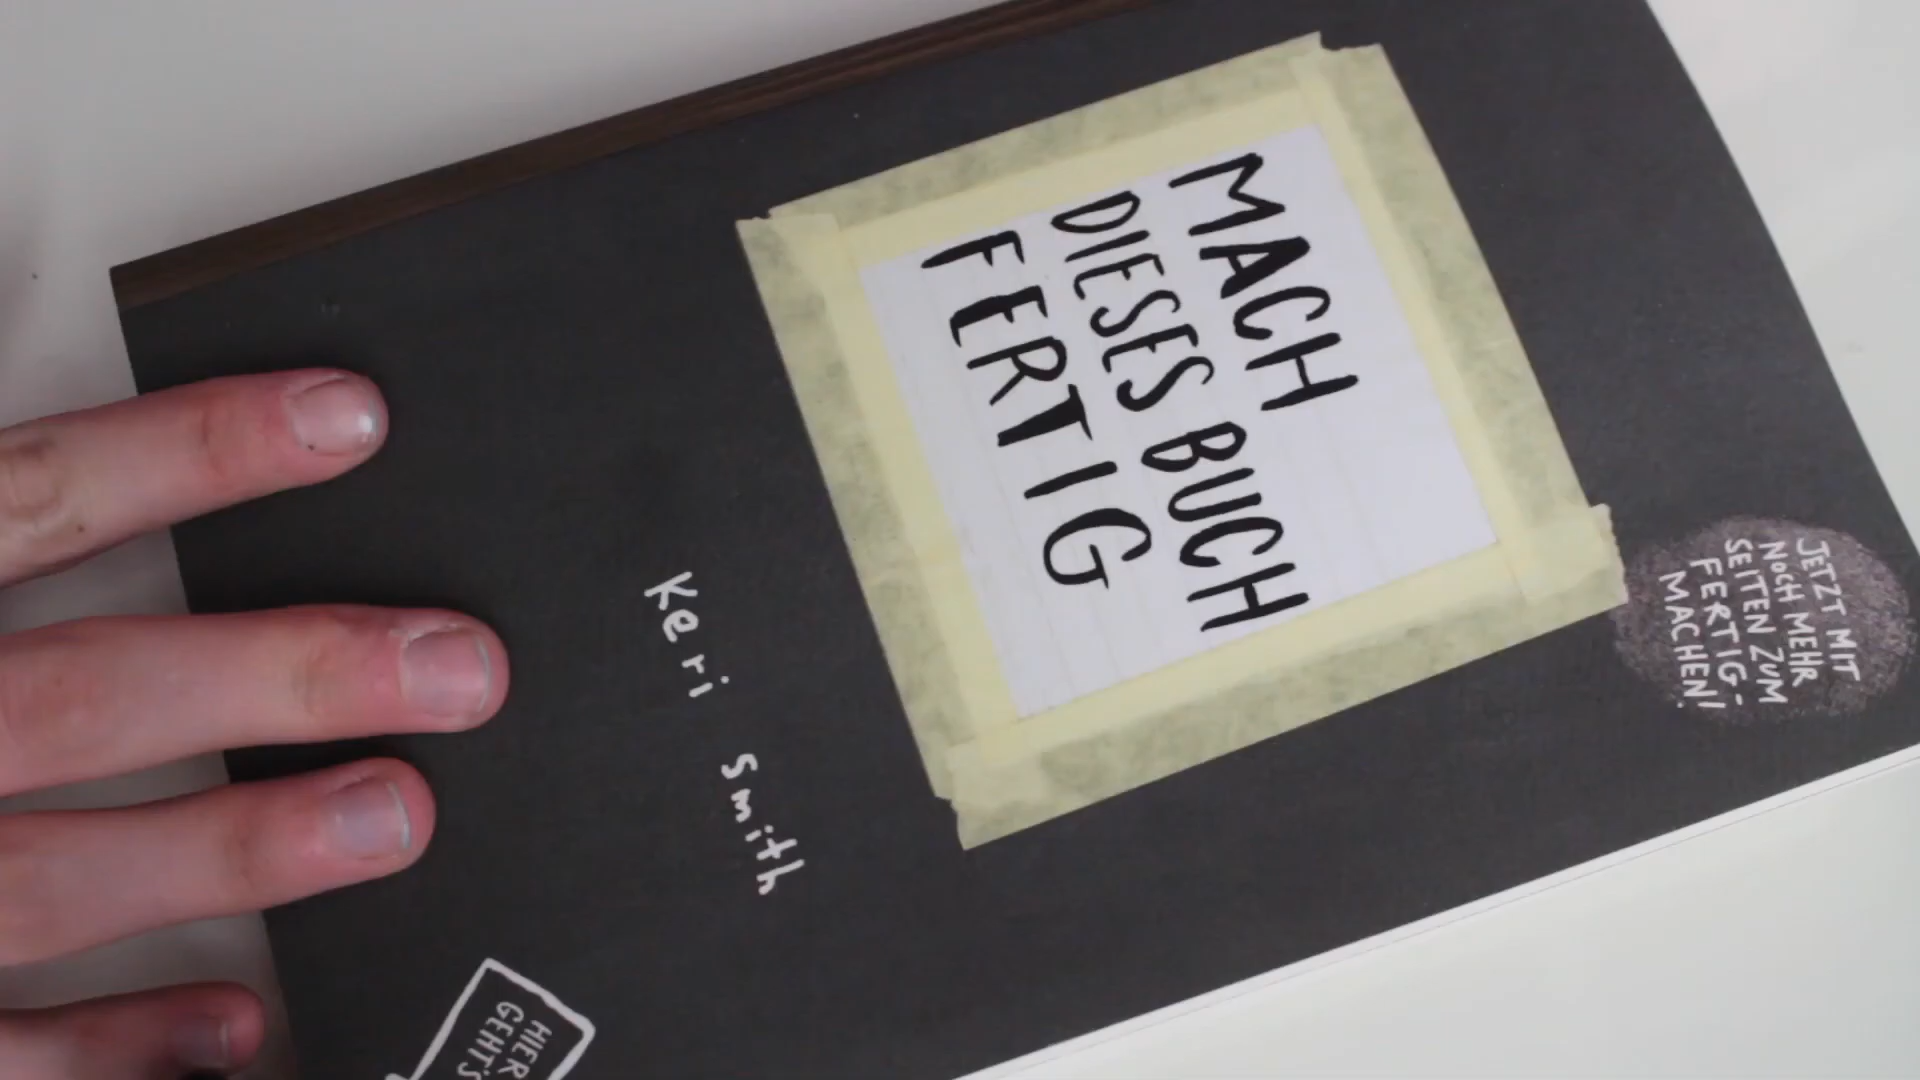 JETZT MIT
NOCH MEHR
SEITEN ZUM
FERTIG-
MACHEN!
MACH
DIESES BUCH
FERTIG
Keri Smith
HIER
GEHT'S